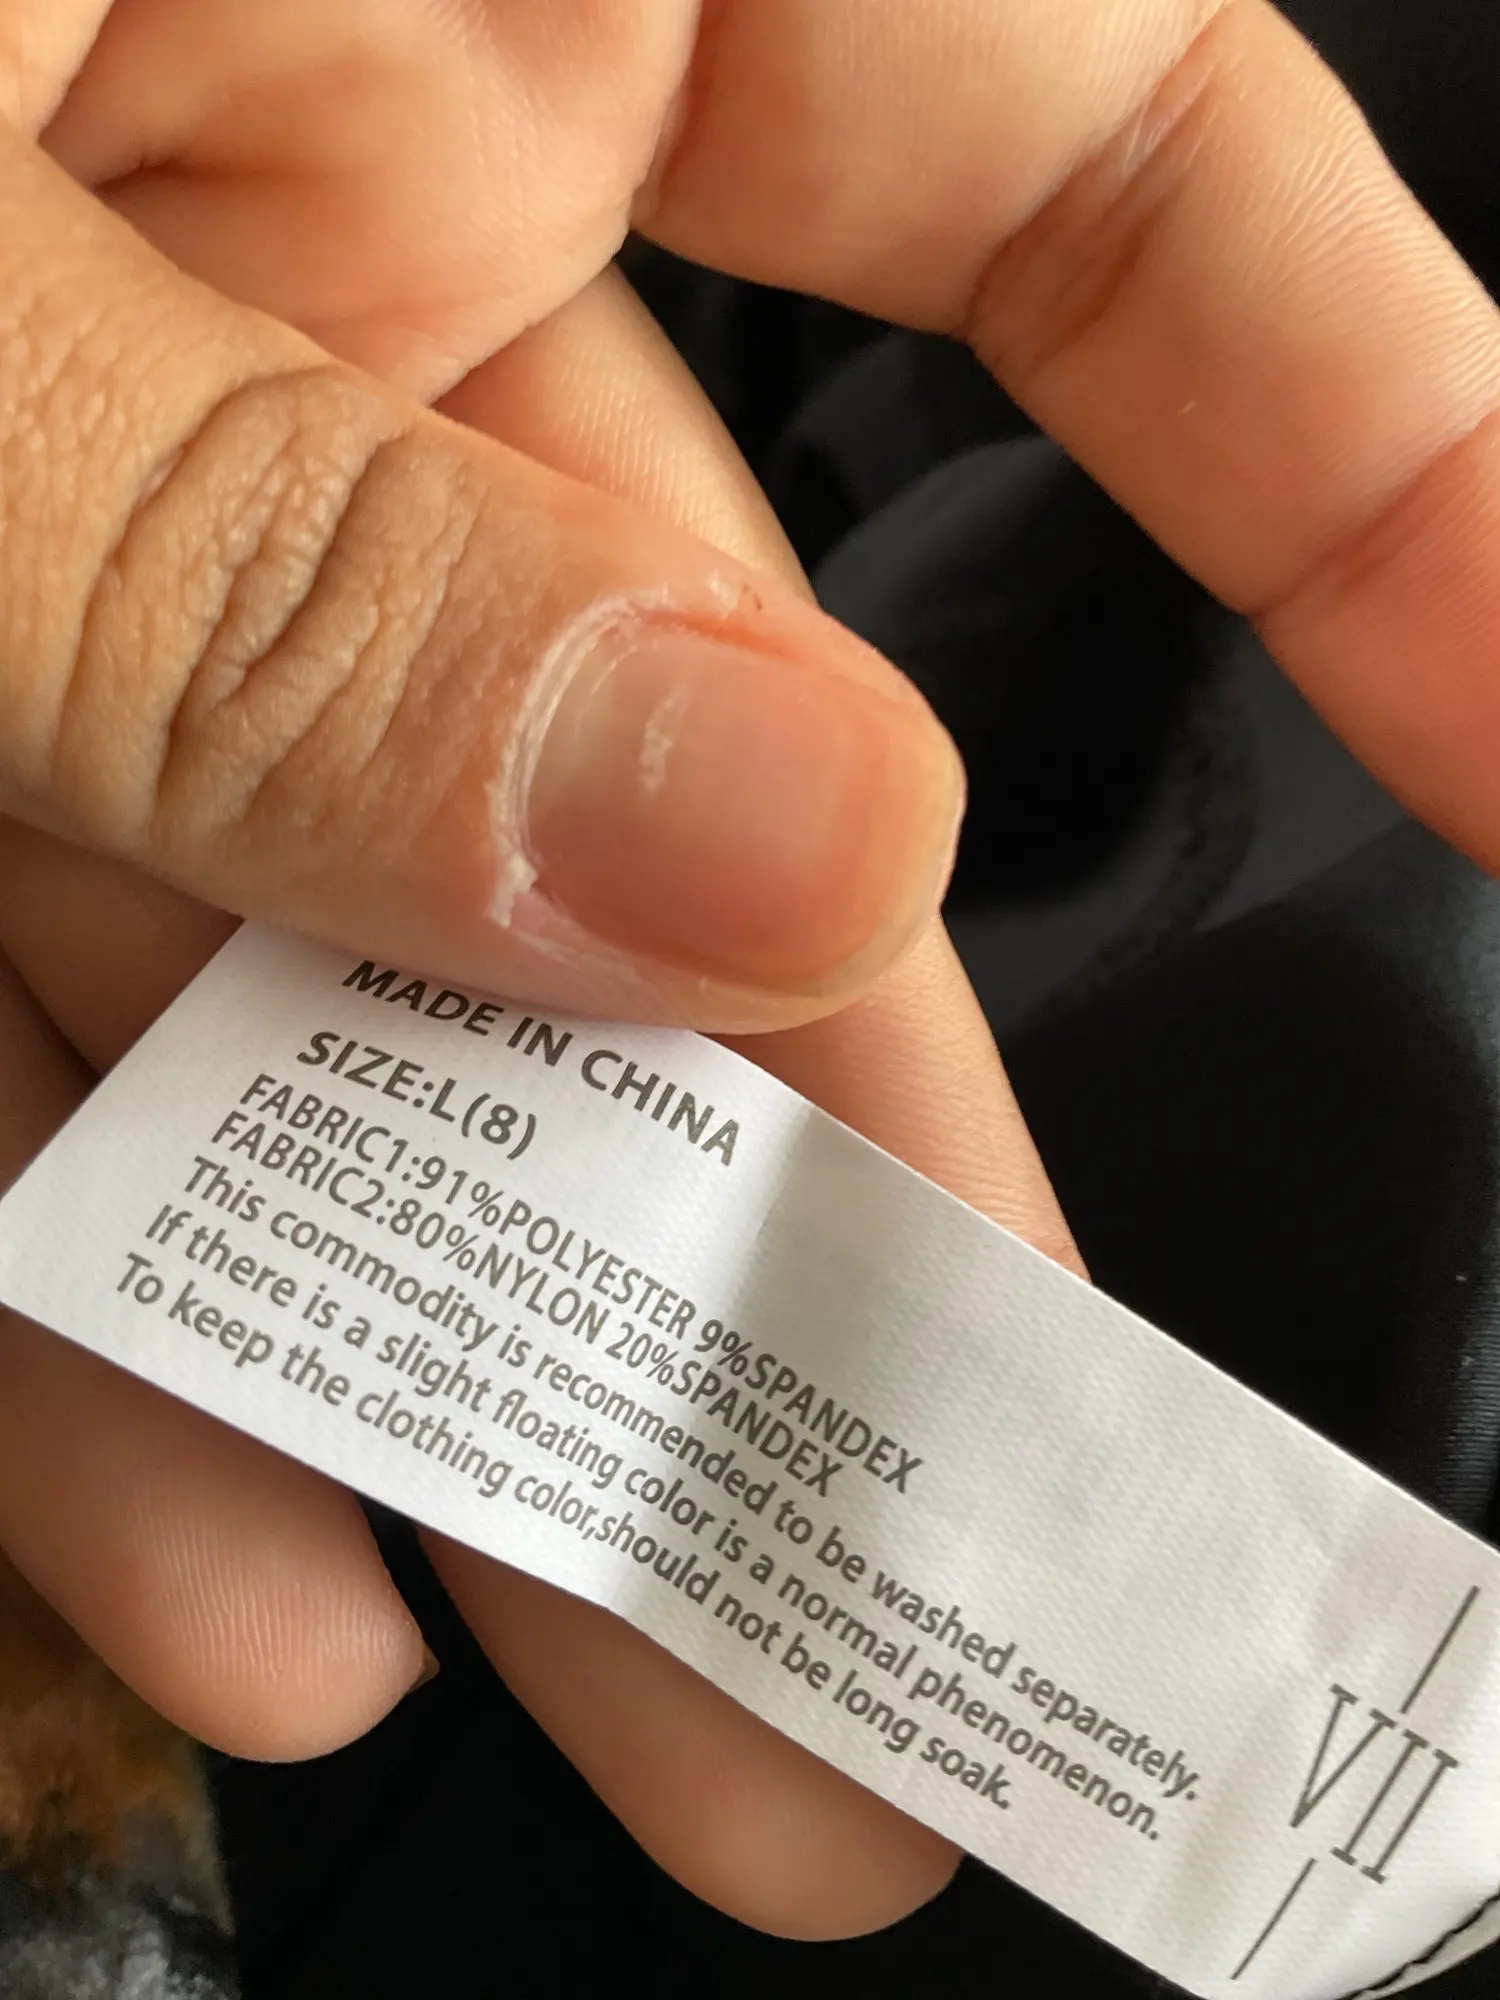 MADE IN CHINA
SIZE:L(8)
FABRIC1:91%POLYESTER 9%SPANDEX
FABRIC2:80%NYLON 20%SPANDEX
This commodity is recommended to be washed separately.
If there is a slight floating color is a normal phenomenon.
To keep the clothing color,should not be long soak.
VII